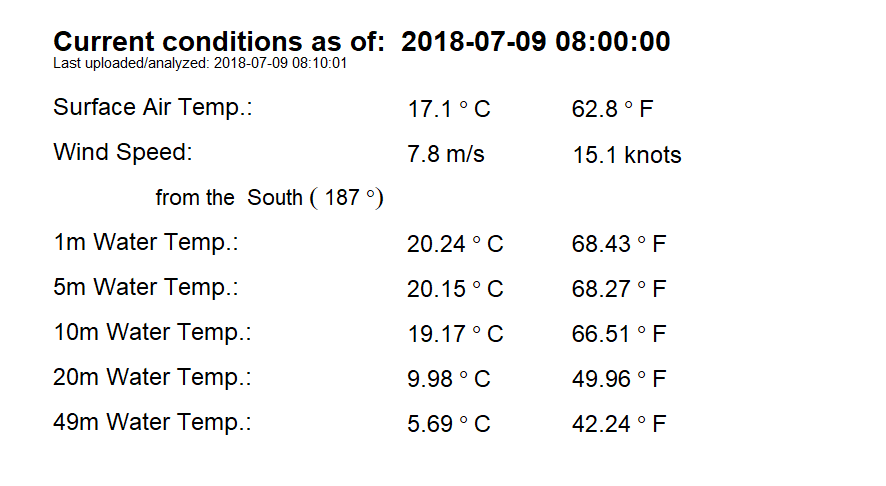 Current conditions as of: 2018-07-09 08:00:00
Last uploaded/analyzed: 2018-07-09 08:10:01
Surface Air Temp.: 17.1 ° C 62.8 ° F
Wind Speed: 7.8 m/s 15.1 knots
from the South ( 187 °)
1m Water Temp.: 20.24 ° C 68.43 ° F
5m Water Temp.: 20.15 ° C 68.27 ° F
10m Water Temp.: 19.17 ° C 66.51 ° F
20m Water Temp.: 9.98 ° C 49.96 ° F
49m Water Temp.: 5.69 ° C 42.24 ° F